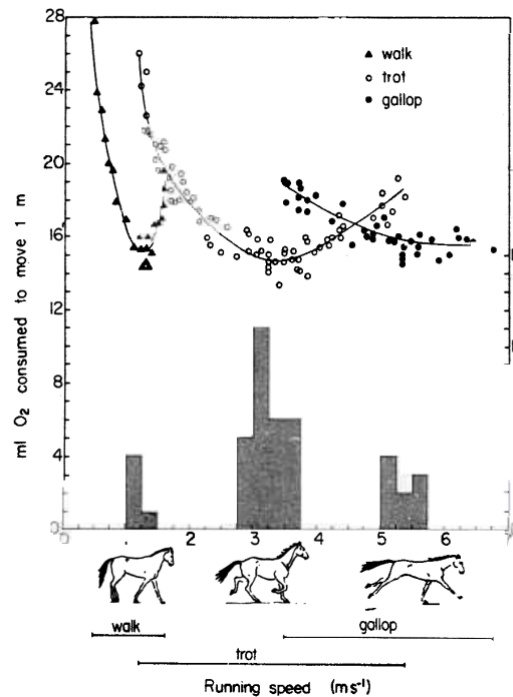 28
24
20
16
12
8
4
0
ml O₂ consumed to move 1 m
▲ walk
○ trot
● gallop
0 2 3 4 5 6
walk
gallop
trot
Running speed (m s⁻¹)